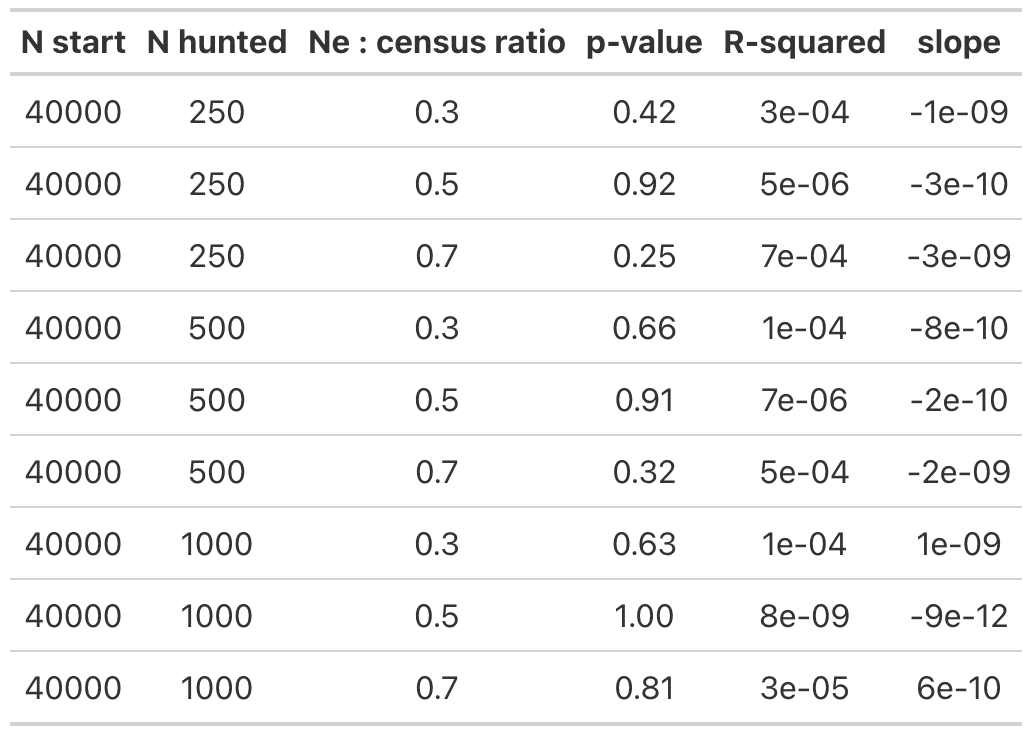 N start N hunted Ne : census ratio p-value R-squared slope
40000 250 0.3 0.42 3e-04 -1e-09
40000 250 0.5 0.92 5e-06 -3e-10
40000 250 0.7 0.25 7e-04 -3e-09
40000 500 0.3 0.66 1e-04 -8e-10
40000 500 0.5 0.91 7e-06 -2e-10
40000 500 0.7 0.32 5e-04 -2e-09
40000 1000 0.3 0.63 1e-04 1e-09
40000 1000 0.5 1.00 8e-09 -9e-12
40000 1000 0.7 0.81 3e-05 6e-10